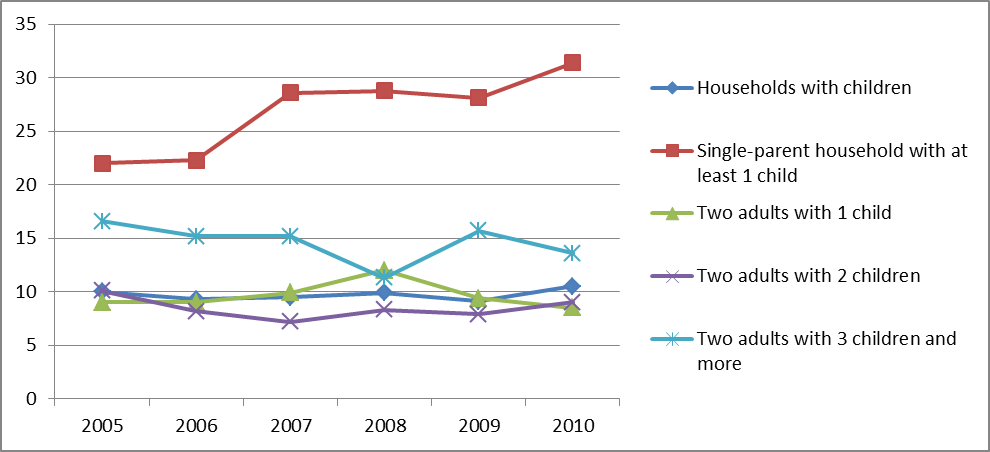 35
30
25
20
15
10
5
0
2005 2006 2007 2008 2009 2010
Households with children
Single-parent household with at
least 1 child
Two adults with 1 child
Two adults with 2 children
Two adults with 3 children and
more